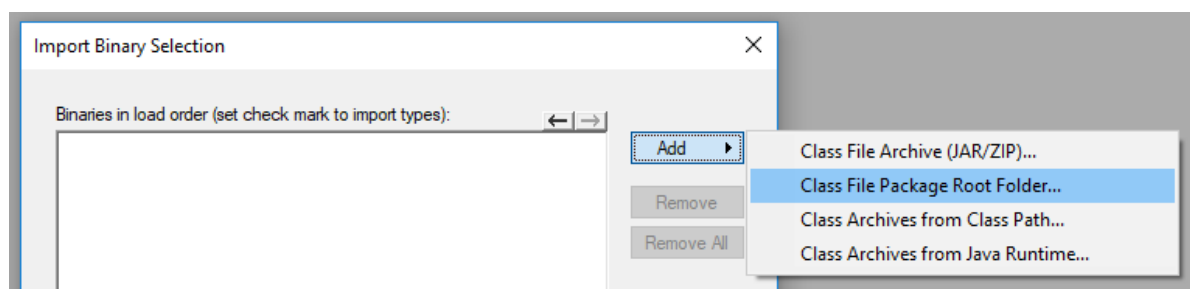 Import Binary Selection
Binaries in load order (set check mark to import types):
Add
Class File Archive (JAR/ZIP)...
Class File Package Root Folder...
Remove
Class Archives from Class Path...
Remove All
Class Archives from Java Runtime...